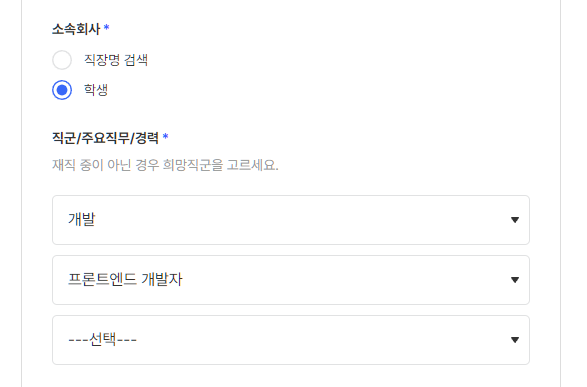 소속회사 *
직장명 검색
학생
직군/주요직무/경력 *
재직 중이 아닌 경우 희망직군을 고르세요.
개발
프론트엔드 개발자
---선택---